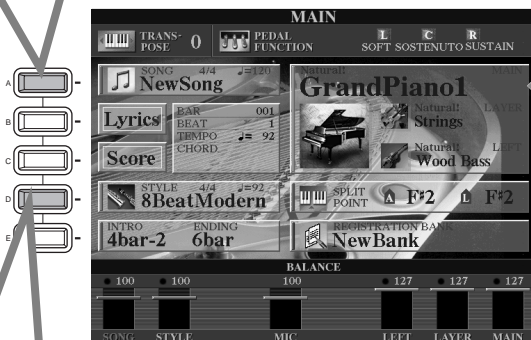 MAIN
TRANS-
POSE 0
PEDAL
FUNCTION
L C R
SOFT SOSTENUTO SUSTAIN
A
B
C
D
E
SONG 4/4 ♩=120
NewSong
Lyrics
Score
BAR 001
BEAT 1
TEMPO ♩= 92
CHORD
STYLE 4/4 ♩=92
8BeatModern
INTRO ENDING
4bar-2 6bar
Natural! MAIN
GrandPiano1
Natural! LAYER
Strings
Natural! LEFT
Wood Bass
SPLIT
POINT A F#2 L F#2
REGISTRATION BANK
NewBank
BALANCE
100 100 100 127 127 127
SONG STYLE MIC LEFT LAYER MAIN